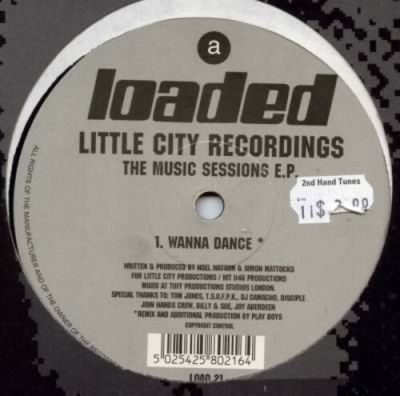 a
loaded
LITTLE CITY RECORDINGS
THE MUSIC SESSIONS E.P.
2nd Hand Tunes
1. WANNA DANCE *
WRITTEN & PRODUCED BY NOEL WATSON & SIMON MATTOCKS
FOR LITTLE CITY PRODUCTIONS / HIT U46 PRODUCTIONS
MIXED AT TUFF PRODUCTIONS STUDIOS LONDON.
SPECIAL THANKS TO: TOM JONES, T.S.O.F.P.K., DJ CAMACHO, DISCIPLE
JOIN HANDS CREW, BILLY & SUE, JOY ABERDEEN
*REMIX AND ADDITIONAL PRODUCTION BY PLAY BOYS
COPYRIGHT CONTROL
5 025425 802164
LOAD 21
ALL RIGHTS OF THE MANUFACTURER AND OF THE OWNER OF THE RECORDED